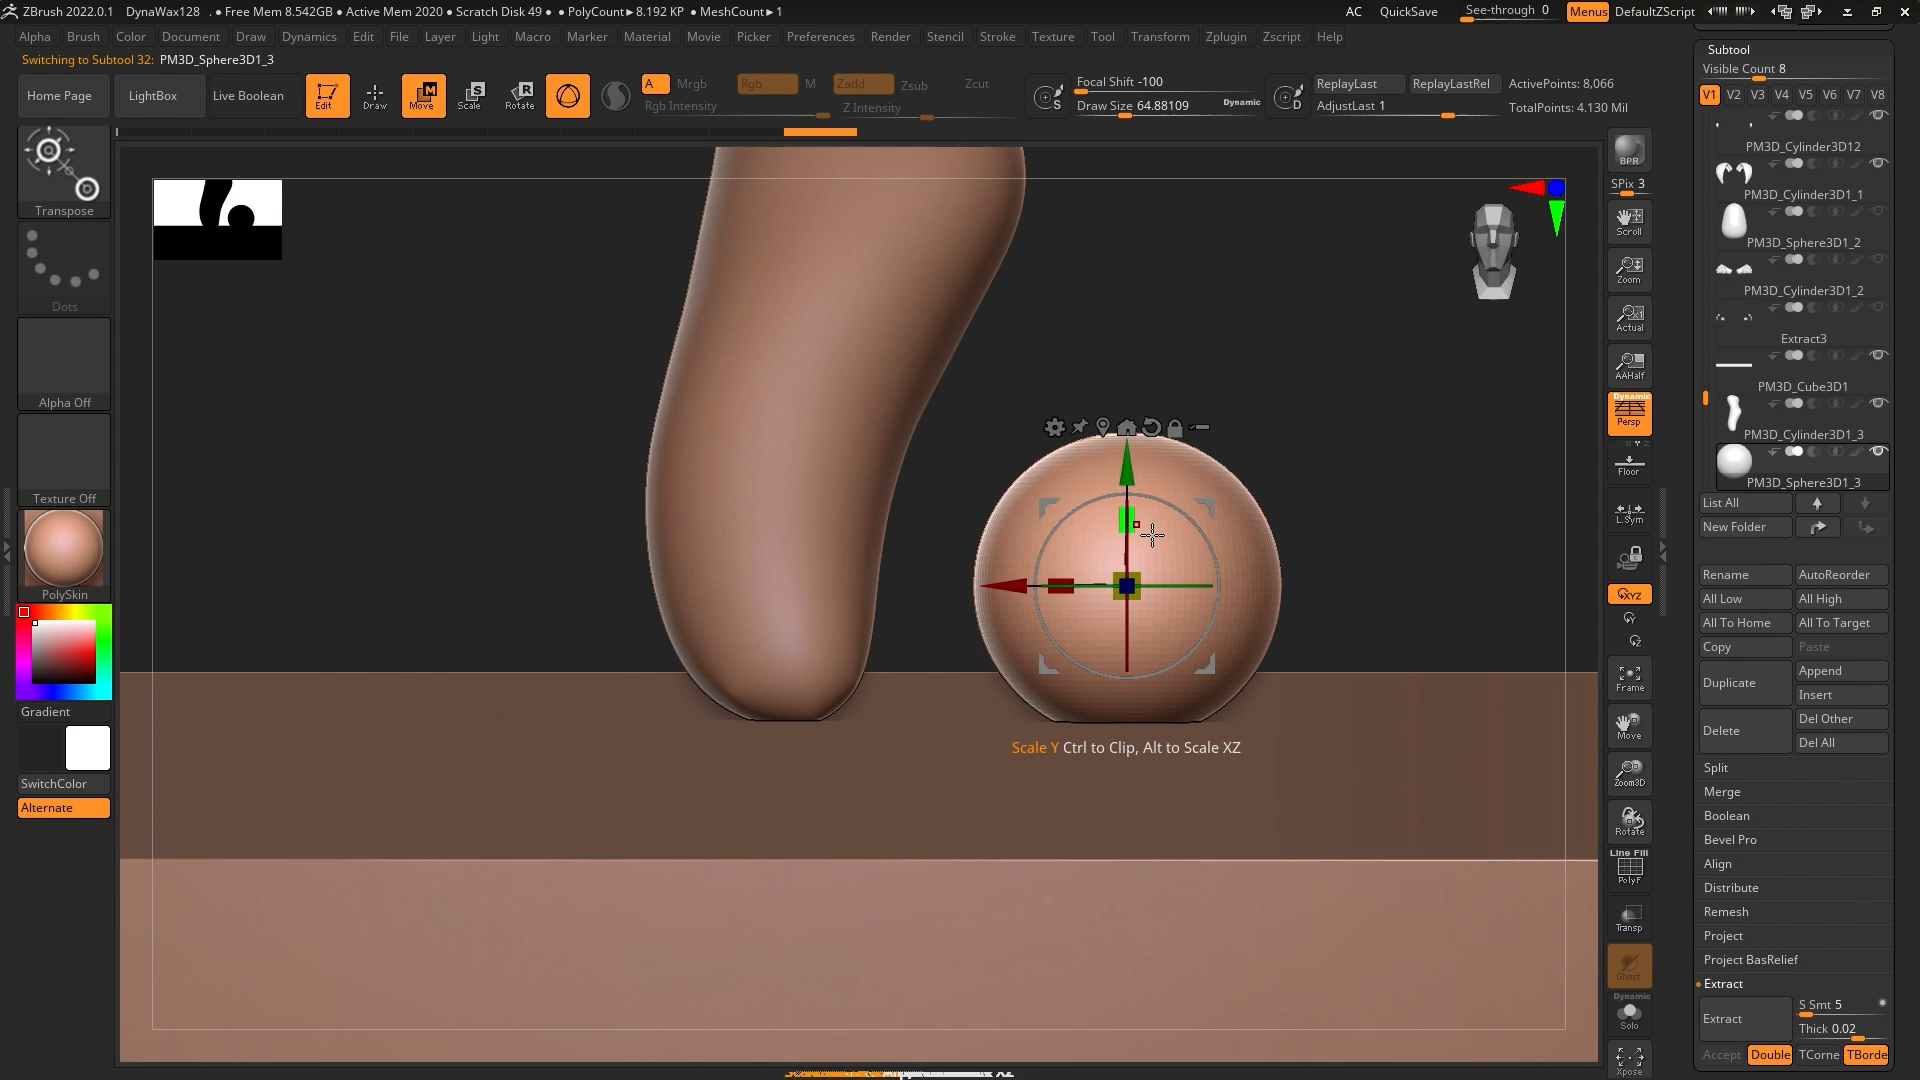 ZBrush 2022.0.1 DynaWax128 . • Free Mem 8.542GB • Active Mem 2020 • Scratch Disk 49 • • PolyCount►8.192 KP • MeshCount►1 AC QuickSave See-through 0 Menus DefaultZScript
Alpha Brush Color Document Draw Dynamics Edit File Layer Light Macro Marker Material Movie Picker Preferences Render Stencil Stroke Texture Tool Transform Zplugin Zscript Help
Switching to Subtool 32: PM3D_Sphere3D1_3
Home Page LightBox Live Boolean Edit Draw Move Scale Rotate
A Mrgb Rgb M Zadd Zsub Zcut
Rgb Intensity Z Intensity
Focal Shift -100
Draw Size 64.88109 Dynamic
ReplayLast ReplayLastRel ActivePoints: 8,066
AdjustLast 1 TotalPoints: 4.130 Mil
Transpose
Dots
Alpha Off
Texture Off
PolySkin
Gradient
SwitchColor
Alternate
Scale Y Ctrl to Clip, Alt to Scale XZ
BPR
SPix 3
Scroll
Zoom
Actual
AAHalf
Dynamic
Persp
Floor
L.Sym
XYZ
Frame
Move
Zoom3D
Rotate
Line Fill
PolyF
Transp
Ghost
Dynamic
Solo
Xpose
Subtool
Visible Count 8
V1 V2 V3 V4 V5 V6 V7 V8
PM3D_Cylinder3D12
PM3D_Cylinder3D1_1
PM3D_Sphere3D1_2
PM3D_Cylinder3D1_2
Extract3
PM3D_Cube3D1
PM3D_Cylinder3D1_3
PM3D_Sphere3D1_3
List All
New Folder
Rename AutoReorder
All Low All High
All To Home All To Target
Copy Paste
Duplicate Append
Insert
Delete Del Other
Del All
Split
Merge
Boolean
Bevel Pro
Align
Distribute
Remesh
Project
Project BasRelief
Extract
Extract S Smt 5
Thick 0.02
Accept Double TCorne TBorde